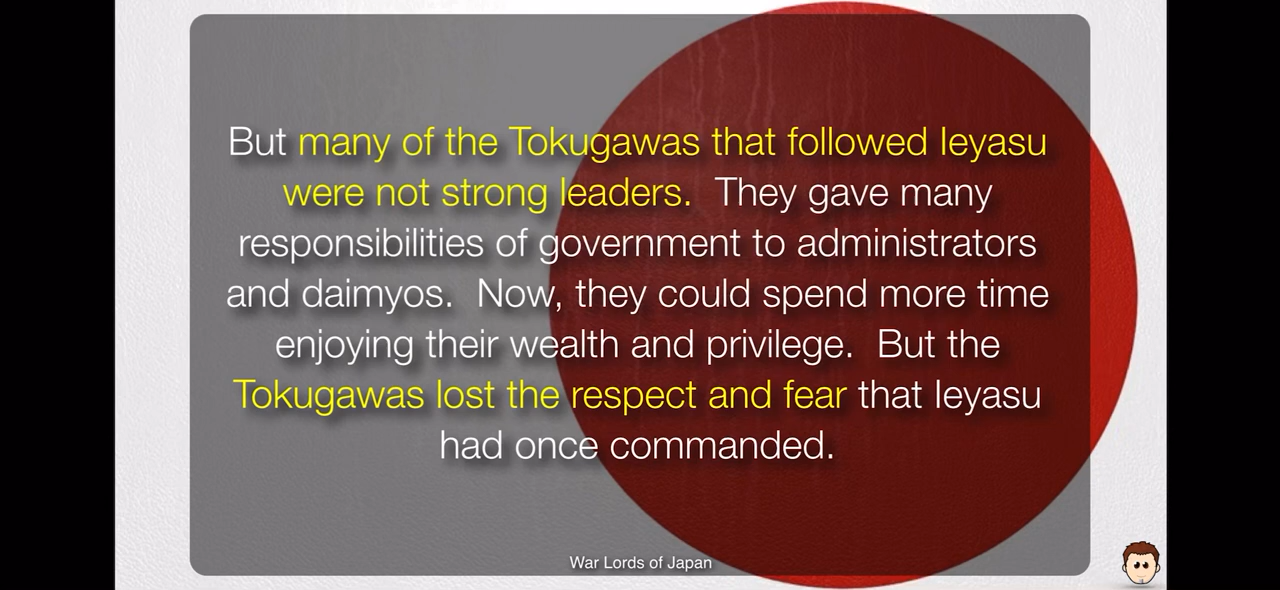 But many of the Tokugawas that followed Ieyasu
were not strong leaders.  They gave many
responsibilities of government to administrators
and daimyos.  Now, they could spend more time
enjoying their wealth and privilege.  But the
Tokugawas lost the respect and fear that Ieyasu
had once commanded.
War Lords of Japan